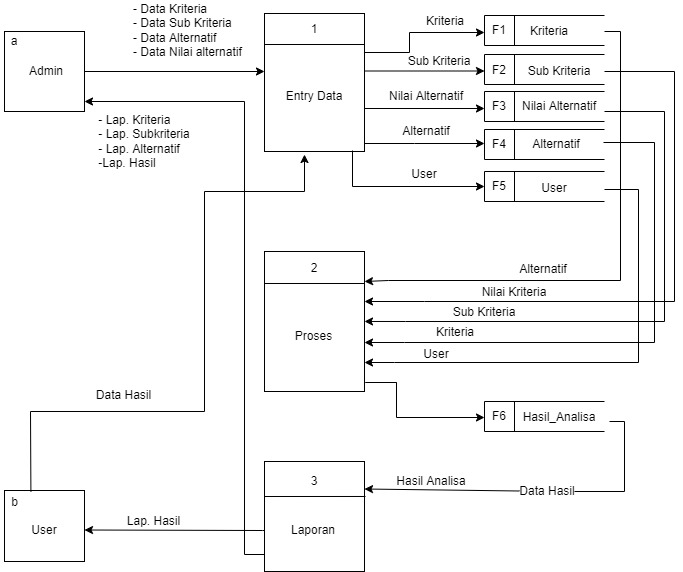 - Data Kriteria
- Data Sub Kriteria
- Data Alternatif
- Data Nilai alternatif
a
Admin
1
Entry Data
Kriteria
F1
Kriteria
Sub Kriteria
F2
Sub Kriteria
Nilai Alternatif
F3
Nilai Alternatif
Alternatif
F4
Alternatif
User
F5
User
- Lap. Kriteria
- Lap. Subkriteria
- Lap. Alternatif
-Lap. Hasil
2
Proses
Alternatif
Nilai Kriteria
Sub Kriteria
Kriteria
User
Data Hasil
F6
Hasil_Analisa
3
Laporan
Hasil Analisa
Data Hasil
b
User
Lap. Hasil